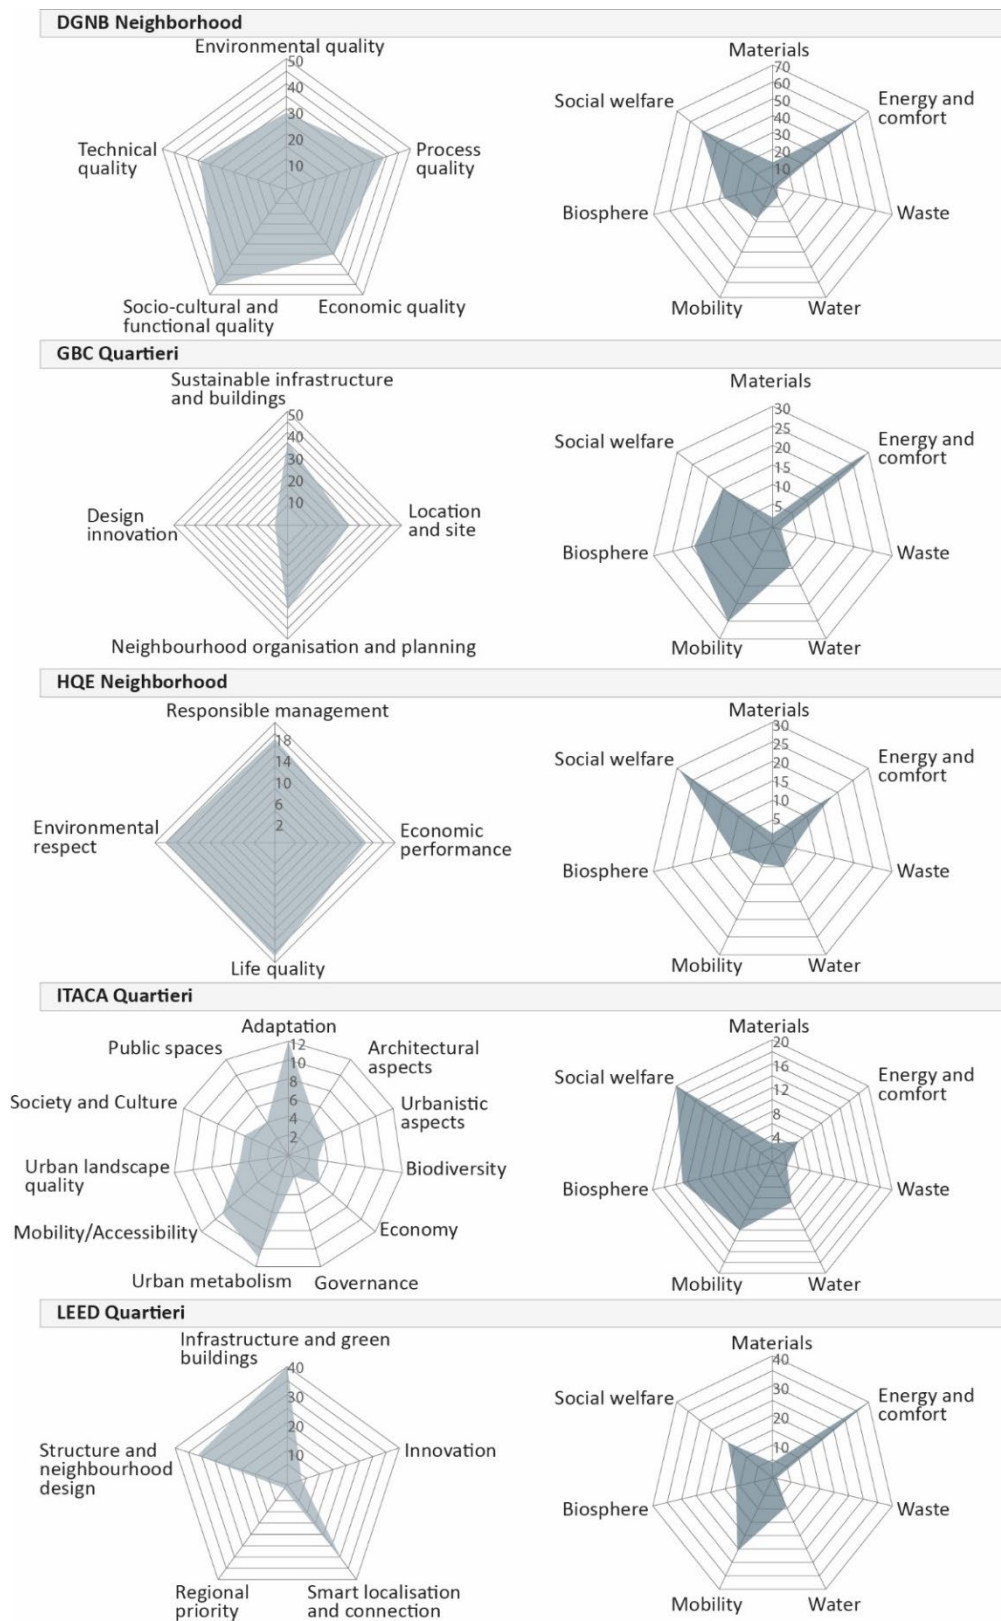 DGNB Neighborhood
Environmental quality
50
40
30
20
10
Technical
quality
Process
quality
Socio-cultural and
functional quality
Economic quality
Materials
70
60
50
40
30
20
10
Social welfare
Energy and
comfort
Biosphere
Waste
Mobility
Water
GBC Quartieri
Sustainable infrastructure
and buildings
50
40
30
20
10
Design
innovation
Location
and site
Neighbourhood organisation and planning
Materials
30
25
20
15
10
5
Social welfare
Energy and
comfort
Biosphere
Waste
Mobility
Water
HQE Neighborhood
Responsible management
18
14
10
6
2
Environmental
respect
Economic
performance
Life quality
Materials
30
25
20
15
10
5
Social welfare
Energy and
comfort
Biosphere
Waste
Mobility
Water
ITACA Quartieri
Adaptation
12
10
8
6
4
2
Public spaces
Architectural
aspects
Society and Culture
Urbanistic
aspects
Urban landscape
quality
Biodiversity
Mobility/Accessibility
Economy
Urban metabolism
Governance
Materials
20
16
12
8
4
Social welfare
Energy and
comfort
Biosphere
Waste
Mobility
Water
LEED Quartieri
Infrastructure and green
buildings
40
30
20
10
Structure and
neighbourhood
design
Innovation
Regional
priority
Smart localisation
and connection
Materials
40
30
20
10
Social welfare
Energy and
comfort
Biosphere
Waste
Mobility
Water